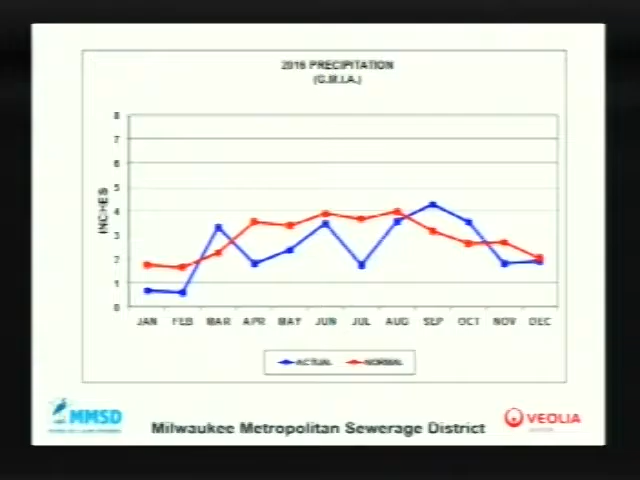 2016 PRECIPITATION
(G.M.I.A.)
8
7
6
5
4
3
2
1
0
INCHES
JAN FEB MAR APR MAY JUN JUL AUG SEP OCT NOV DEC
ACTUAL NORMAL
MMSD
Milwaukee Metropolitan Sewerage District
VEOLIA